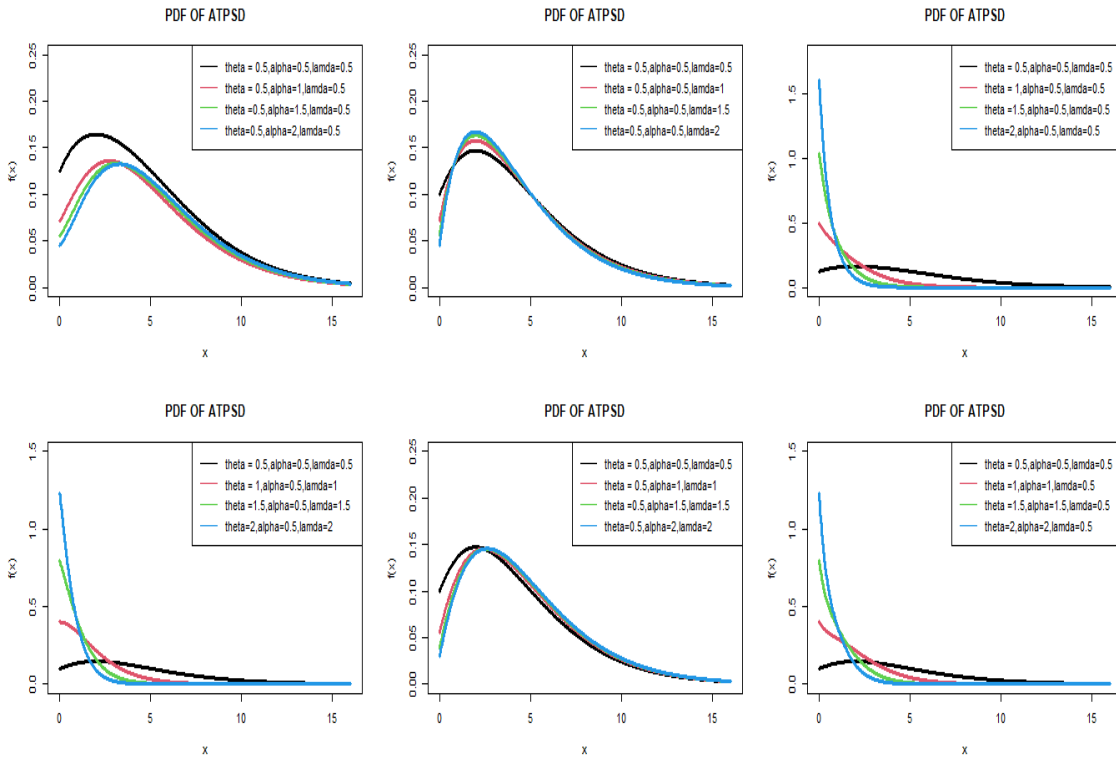 PDF OF ATPSD
0.25
0.20
0.15
0.10
0.05
0.00
f(x)
theta = 0.5,alpha=0.5,lamda=0.5
theta = 0.5,alpha=1,lamda=0.5
theta =0.5,alpha=1.5,lamda=0.5
theta=0.5,alpha=2,lamda=0.5
0 5 10 15
x
PDF OF ATPSD
0.25
0.20
0.15
0.10
0.05
0.00
f(x)
theta = 0.5,alpha=0.5,lamda=0.5
theta = 0.5,alpha=0.5,lamda=1
theta =0.5,alpha=0.5,lamda=1.5
theta=0.5,alpha=0.5,lamda=2
0 5 10 15
x
PDF OF ATPSD
1.5
1.0
0.5
0.0
f(x)
theta = 0.5,alpha=0.5,lamda=0.5
theta = 1,alpha=0.5,lamda=0.5
theta =1.5,alpha=0.5,lamda=0.5
theta=2,alpha=0.5,lamda=0.5
0 5 10 15
x
PDF OF ATPSD
1.5
1.0
0.5
0.0
f(x)
theta = 0.5,alpha=0.5,lamda=0.5
theta = 1,alpha=0.5,lamda=1
theta =1.5,alpha=0.5,lamda=1.5
theta=2,alpha=0.5,lamda=2
0 5 10 15
x
PDF OF ATPSD
0.25
0.20
0.15
0.10
0.05
0.00
f(x)
theta = 0.5,alpha=0.5,lamda=0.5
theta = 0.5,alpha=1,lamda=1
theta =0.5,alpha=1.5,lamda=1.5
theta=0.5,alpha=2,lamda=2
0 5 10 15
x
PDF OF ATPSD
1.5
1.0
0.5
0.0
f(x)
theta = 0.5,alpha=0.5,lamda=0.5
theta = 1,alpha=1,lamda=0.5
theta =1.5,alpha=1.5,lamda=0.5
theta=2,alpha=2,lamda=0.5
0 5 10 15
x